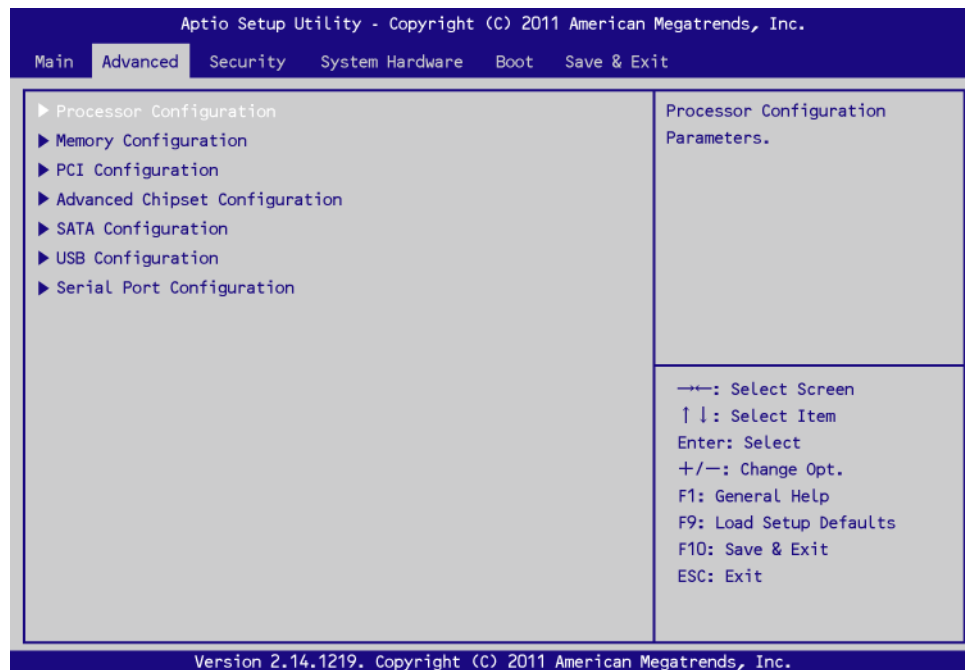 Aptio Setup Utility - Copyright (C) 2011 American Megatrends, Inc.
Main Advanced Security System Hardware Boot Save & Exit
▶ Processor Configuration
▶ Memory Configuration
▶ PCI Configuration
▶ Advanced Chipset Configuration
▶ SATA Configuration
▶ USB Configuration
▶ Serial Port Configuration
Processor Configuration
Parameters.
→←: Select Screen
↑↓: Select Item
Enter: Select
+/-: Change Opt.
F1: General Help
F9: Load Setup Defaults
F10: Save & Exit
ESC: Exit
Version 2.14.1219. Copyright (C) 2011 American Megatrends, Inc.